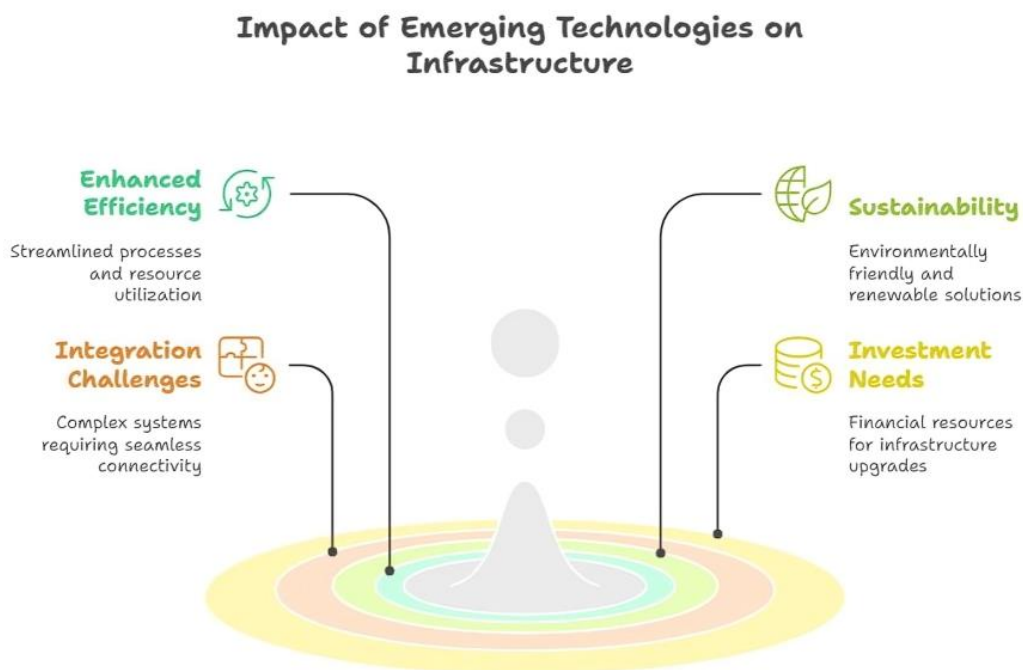 Impact of Emerging Technologies on
Infrastructure
Enhanced
Efficiency
Streamlined processes
and resource
utilization
Integration
Challenges
Complex systems
requiring seamless
connectivity
Sustainability
Environmentally
friendly and
renewable solutions
Investment
Needs
Financial resources
for infrastructure
upgrades
$